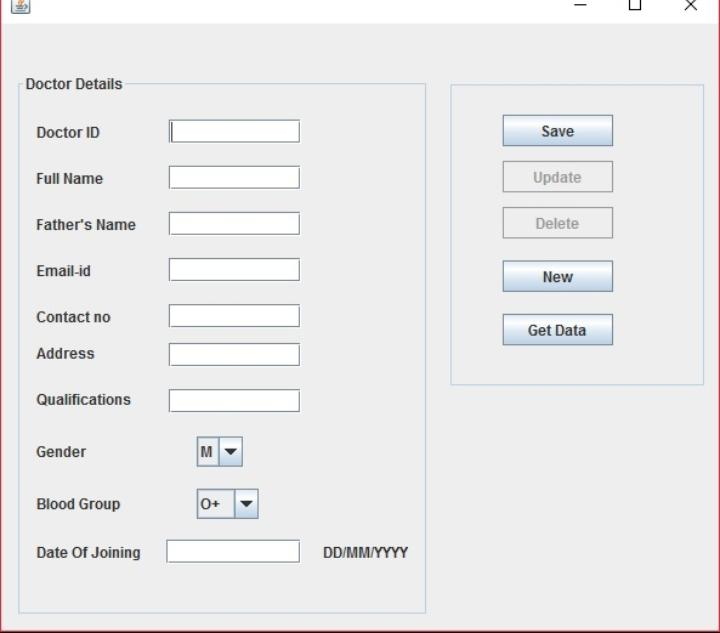 Doctor Details
Doctor ID
Full Name
Father's Name
Email-id
Contact no
Address
Qualifications
Gender M
Blood Group O+
Date Of Joining DD/MM/YYYY
Save
Update
Delete
New
Get Data